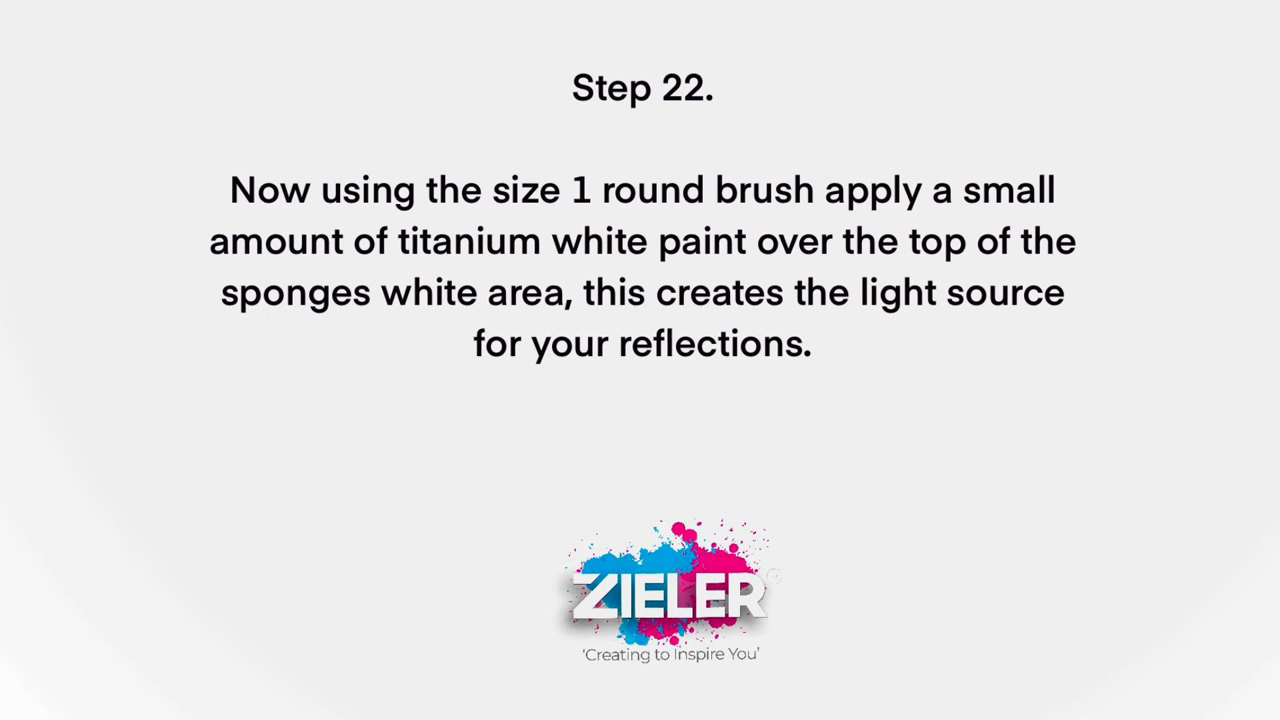 Step 22.
Now using the size 1 round brush apply a small
amount of titanium white paint over the top of the
sponges white area, this creates the light source
for your reflections.
ZIELER
‘Creating to Inspire You’